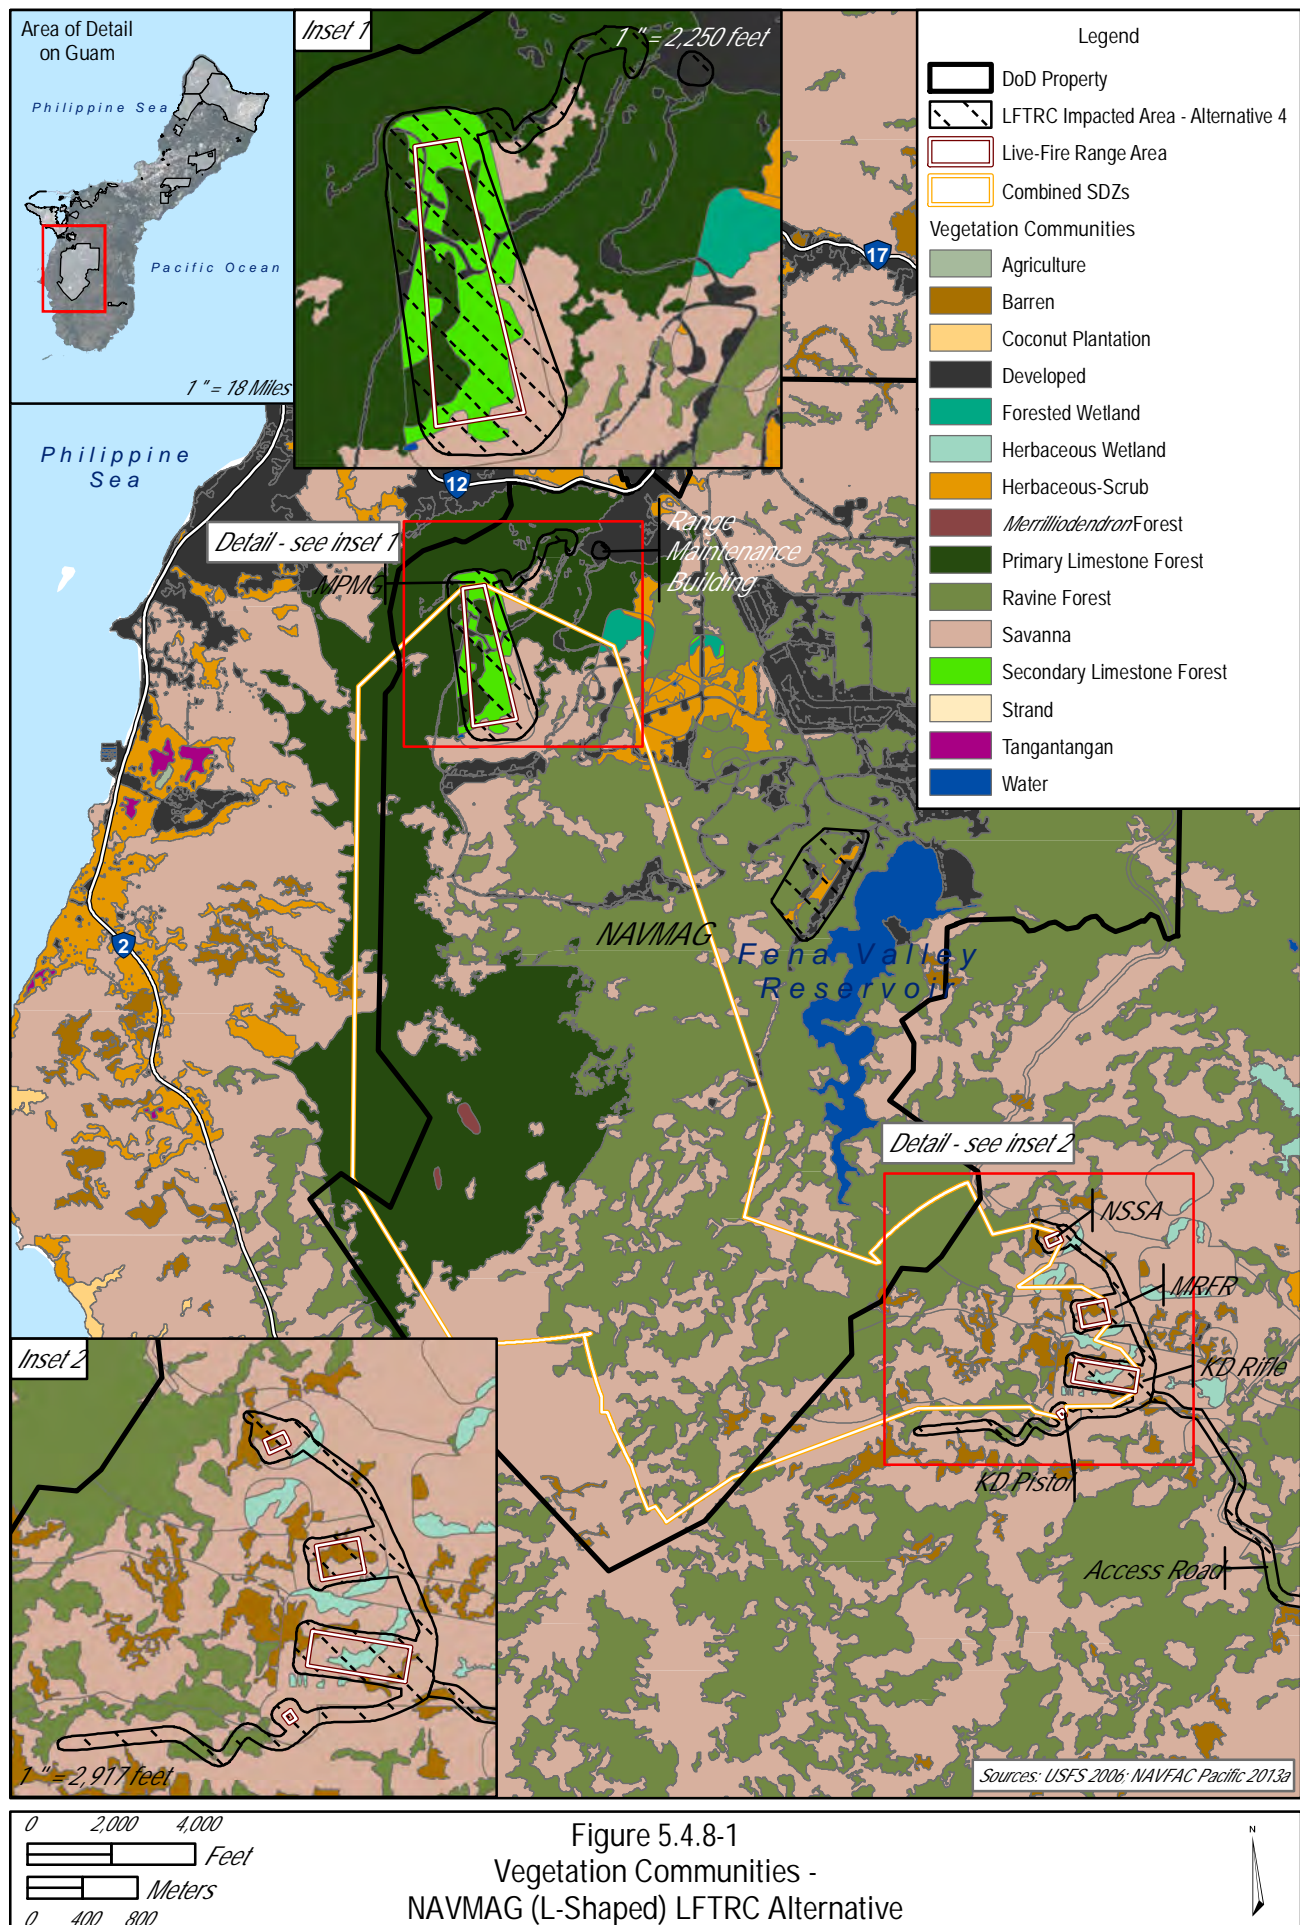 Area of Detail
on Guam
Philippine Sea
Pacific Ocean
1 " = 18 Miles
Inset 1
1 " = 2,250 feet
17
Legend
DoD Property
LFTRC Impacted Area - Alternative 4
Live-Fire Range Area
Combined SDZs
Vegetation Communities
Agriculture
Barren
Coconut Plantation
Developed
Forested Wetland
Herbaceous Wetland
Herbaceous-Scrub
Merrilliodendron Forest
Primary Limestone Forest
Ravine Forest
Savanna
Secondary Limestone Forest
Strand
Tangantangan
Water
Philippine
Sea
12
Detail - see inset 1
MPMG
Range
Maintenance
Building
2
NAVMAG
Fena Valley
Reservoir
Detail - see inset 2
NSSA
MRFR
KD Rifle
KD Pistol
Access Road
Inset 2
1 " = 2,917 feet
Sources: USFS 2006; NAVFAC Pacific 2013a
0 2,000 4,000
Feet
Meters
0 400 800
Figure 5.4.8-1
Vegetation Communities -
NAVMAG (L-Shaped) LFTRC Alternative
N